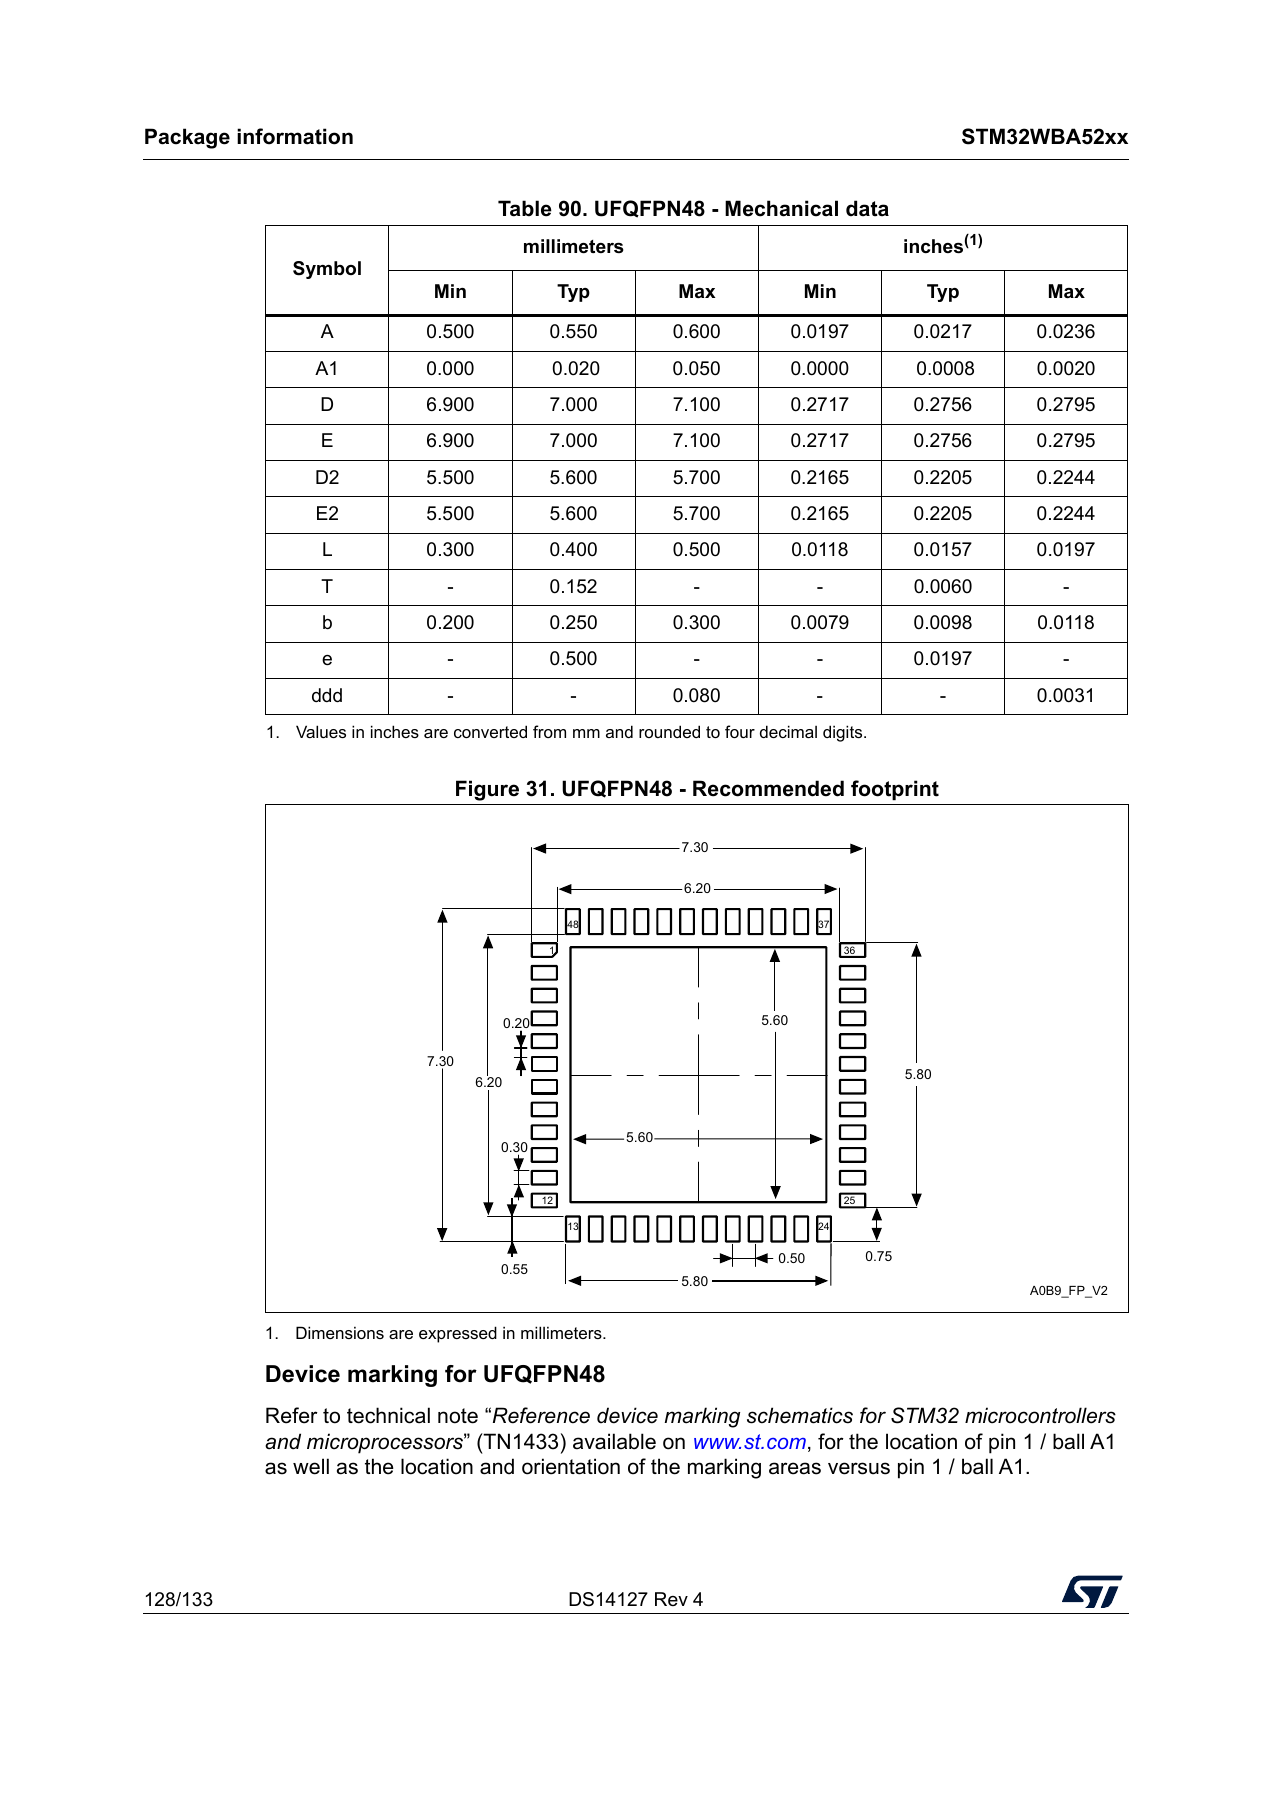 Package information STM32WBA52xx
Table 90. UFQFPN48 - Mechanical data
Symbol millimeters inches(1)
Min Typ Max Min Typ Max
A 0.500 0.550 0.600 0.0197 0.0217 0.0236
A1 0.000 0.020 0.050 0.0000 0.0008 0.0020
D 6.900 7.000 7.100 0.2717 0.2756 0.2795
E 6.900 7.000 7.100 0.2717 0.2756 0.2795
D2 5.500 5.600 5.700 0.2165 0.2205 0.2244
E2 5.500 5.600 5.700 0.2165 0.2205 0.2244
L 0.300 0.400 0.500 0.0118 0.0157 0.0197
T - 0.152 - - 0.0060 -
b 0.200 0.250 0.300 0.0079 0.0098 0.0118
e - 0.500 - - 0.0197 -
ddd - - 0.080 - - 0.0031
1. Values in inches are converted from mm and rounded to four decimal digits.
Figure 31. UFQFPN48 - Recommended footprint
7.30
6.20
48 37
1 36
0.20 5.60
7.30
6.20 5.80
5.60
0.30
12 25
13 24
0.55 0.50 0.75
5.80
A0B9_FP_V2
1. Dimensions are expressed in millimeters.
Device marking for UFQFPN48
Refer to technical note “Reference device marking schematics for STM32 microcontrollers
and microprocessors” (TN1433) available on www.st.com, for the location of pin 1 / ball A1
as well as the location and orientation of the marking areas versus pin 1 / ball A1.
128/133 DS14127 Rev 4 ST